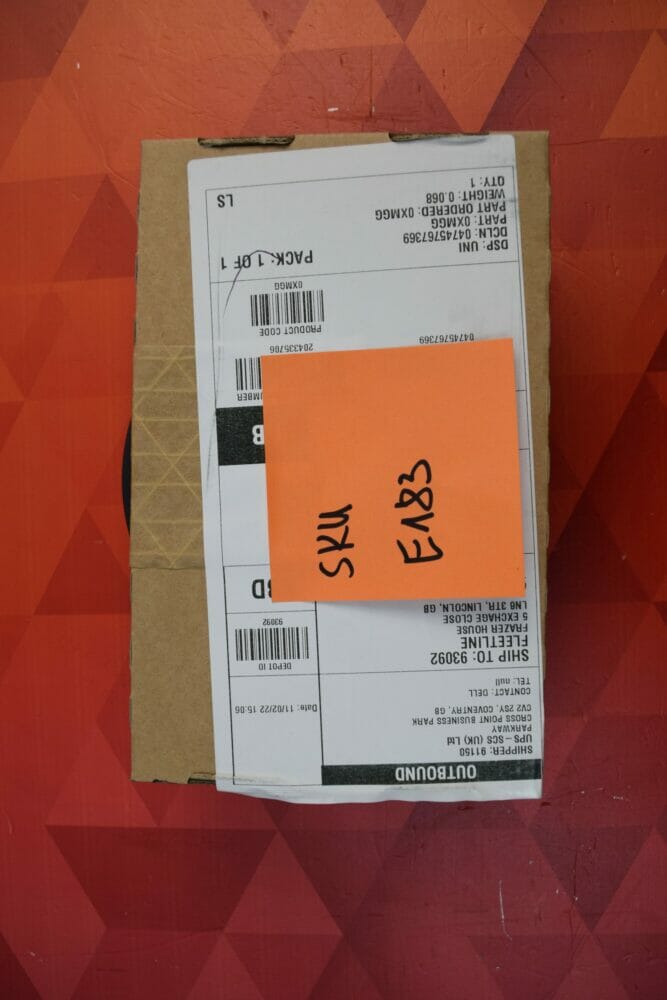 OUTBOUND
SHIPPER: 91150
UPS-SCS (UK) Ltd
PARKWAY
CROSS POINT BUSINESS PARK
CV2 2SY, COVENTRY, GB
CONTACT: DELL
TEL: null
Date: 11/02/22 15:06
SHIP TO: 93092
FLEETLINE
FRAZER HOUSE
5 EXCHAGE CLOSE
LN6 3TR, LINCOLN, GB
DEPOT ID
93092
SKU
E183
204335706
04745767369
PRODUCT CODE
0XMGG
DSP: UNI
DCLN: 04745767369
PART: 0XMGG
PART ORDERED: 0XMGG
WEIGHT: 0.068
QTY: 1
PACK: 1 OF 1
LS